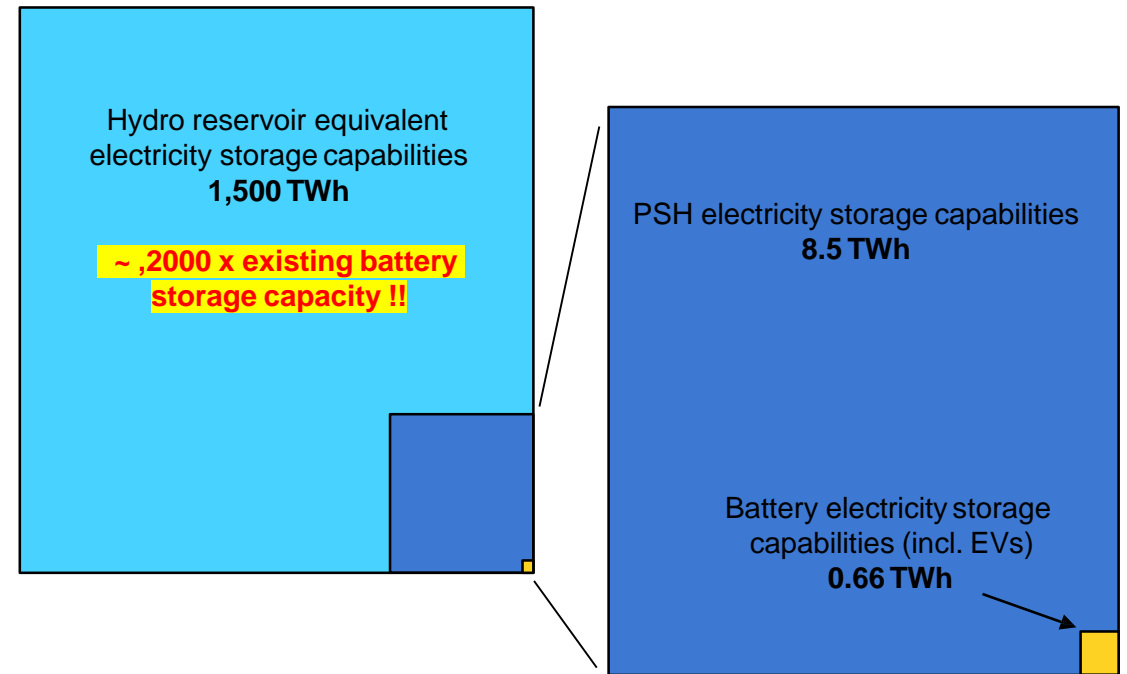 Hydro reservoir equivalent
electricity storage capabilities
1,500 TWh
~ ,2000 x existing battery
storage capacity !!
PSH electricity storage capabilities
8.5 TWh
Battery electricity storage
capabilities (incl. EVs)
0.66 TWh